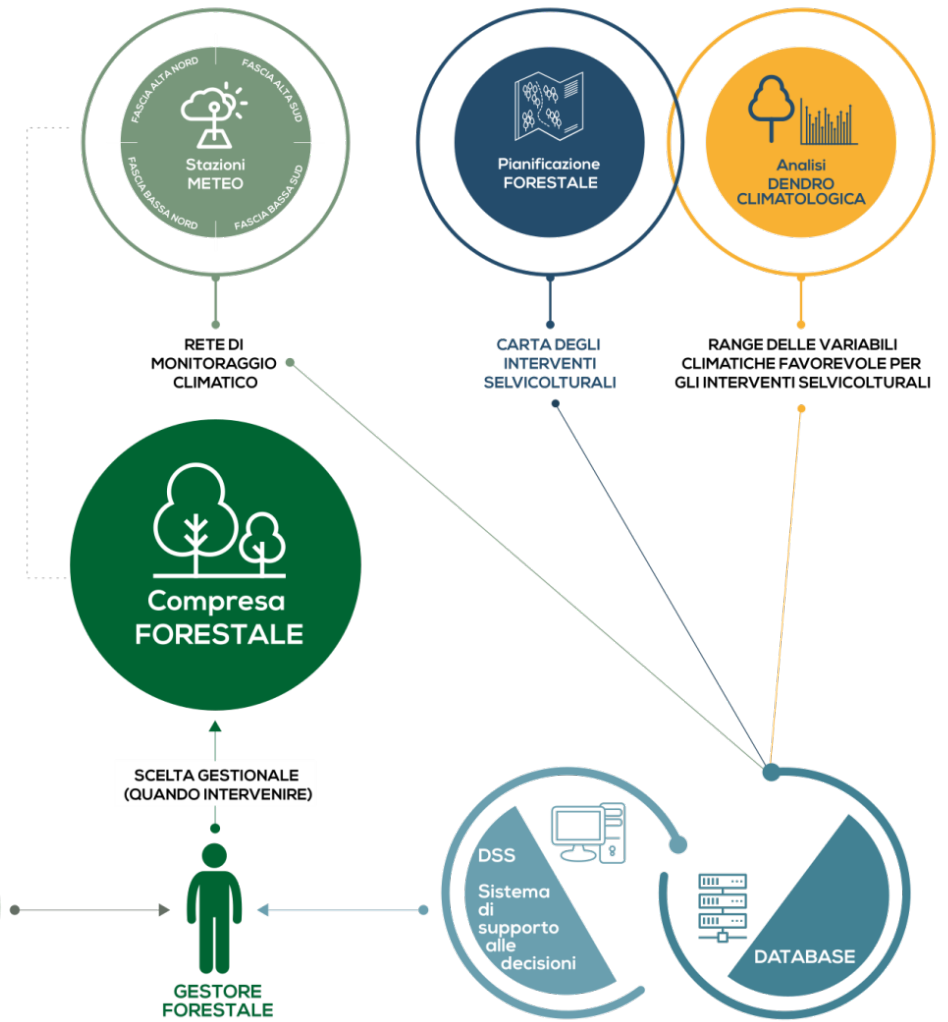 FASCIA ALTA NORD
FASCIA ALTA SUD
Stazioni
METEO
FASCIA BASSA NORD
FASCIA BASSA SUD
Pianificazione
FORESTALE
Analisi
DENDRO
CLIMATOLOGICA
RETE DI
MONITORAGGIO
CLIMATICO
CARTA DEGLI
INTERVENTI
SELVICOLTURALI
RANGE DELLE VARIABILI
CLIMATICHE FAVOREVOLE PER
GLI INTERVENTI SELVICOLTURALI
Compresa
FORESTALE
SCELTA GESTIONALE
(QUANDO INTERVENIRE)
GESTORE
FORESTALE
DSS
Sistema
di
supporto
alle
decisioni
DATABASE